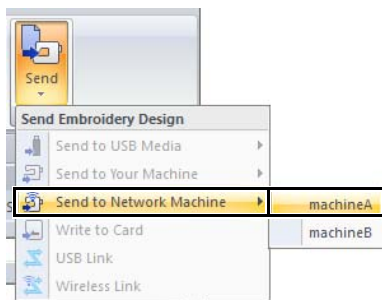 Send
Send Embroidery Design
Send to USB Media
Send to Your Machine
Send to Network Machine
machineA
Write to Card
machineB
USB Link
Wireless Link